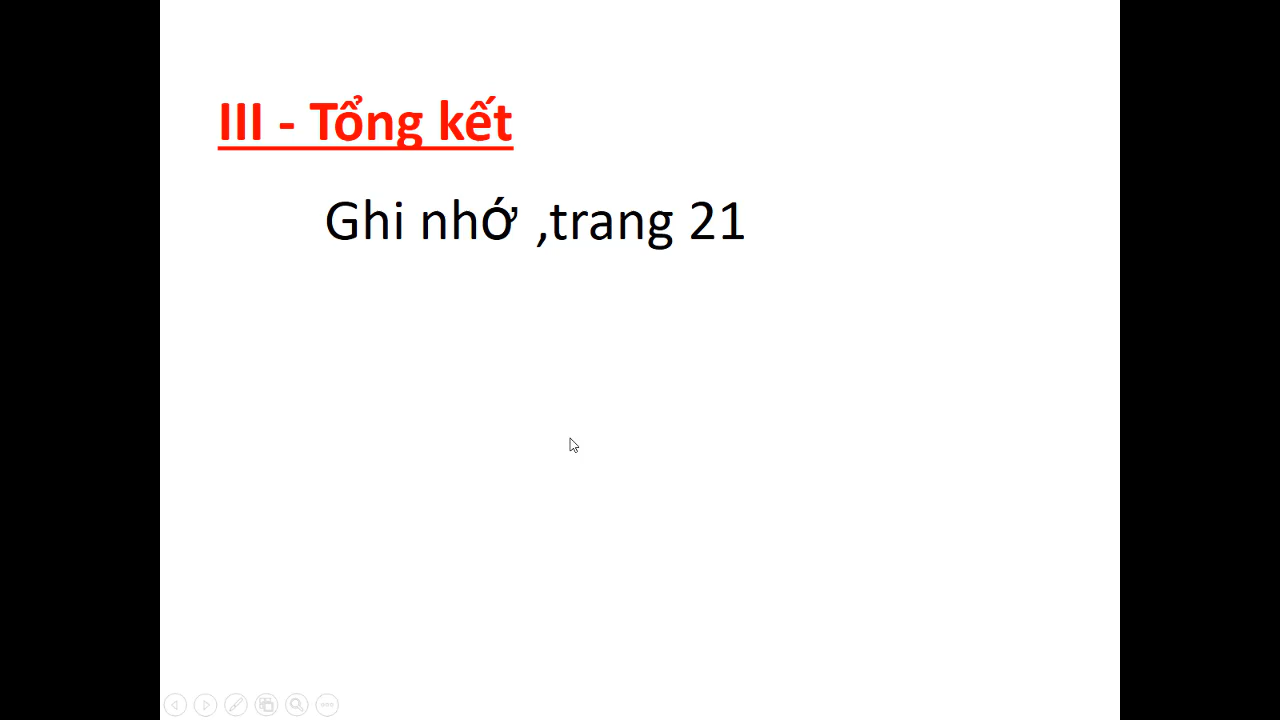 III - Tổng kết
Ghi nhớ ,trang 21